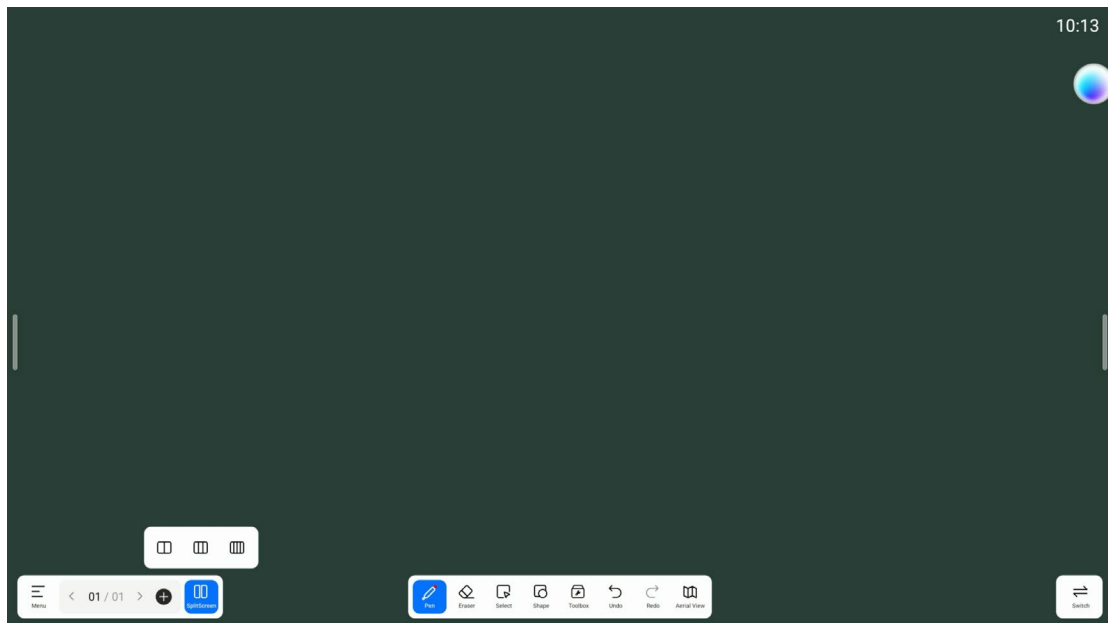 10:13
Menu
01 / 01
SplitScreen
Pen
Eraser
Select
Shape
Toolbox
Undo
Redo
Aerial View
Switch